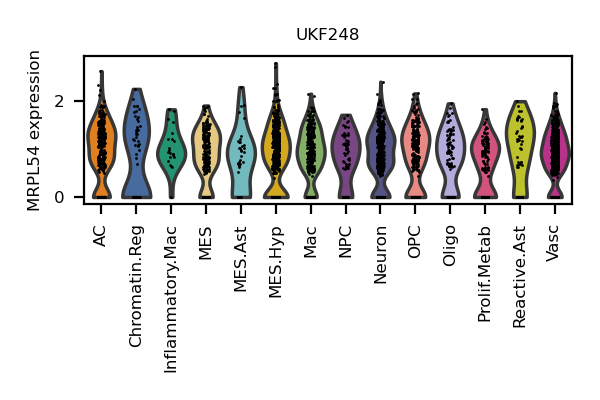 UKF248
MRPL54 expression
2
0
AC
Chromatin.Reg
Inflammatory.Mac
MES
MES.Ast
MES.Hyp
Mac
NPC
Neuron
OPC
Oligo
Prolif.Metab
Reactive.Ast
Vasc